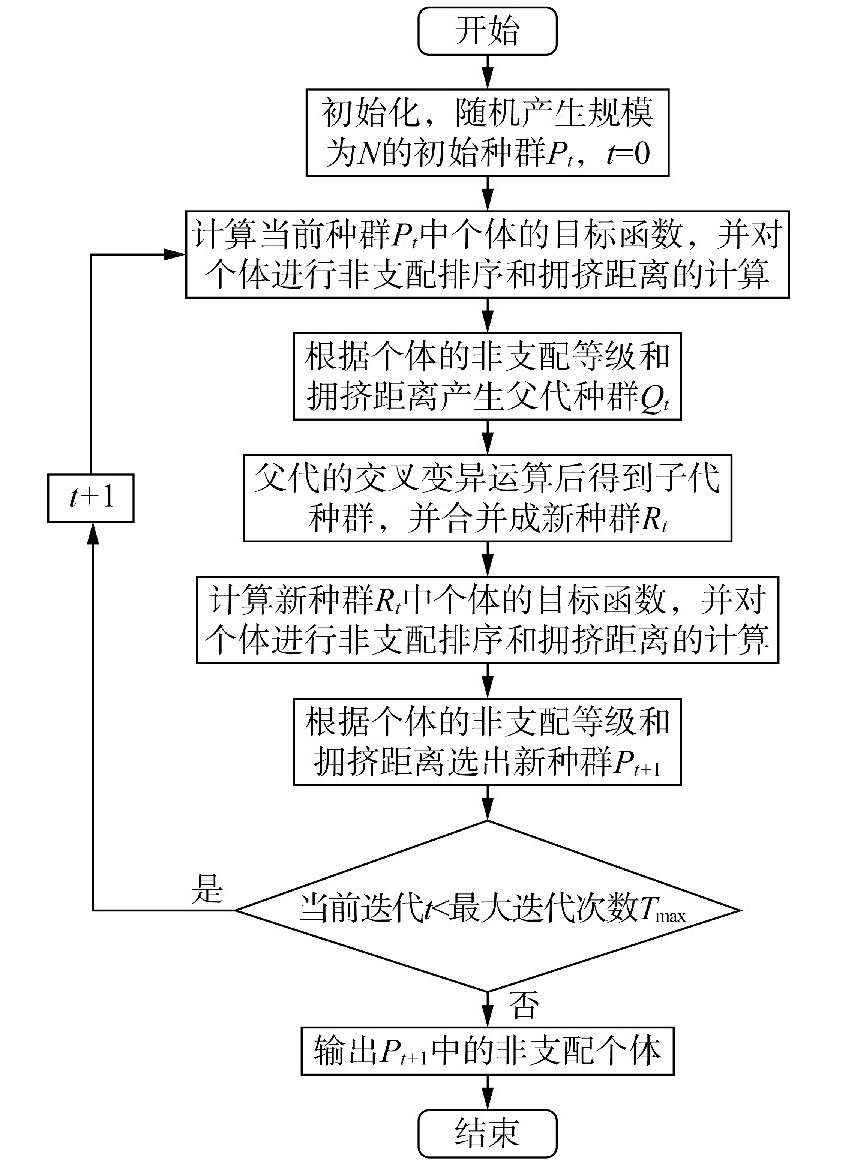 开始
初始化，随机产生规模
为N的初始种群Pt，t=0
计算当前种群Pt中个体的目标函数，并对
个体进行非支配排序和拥挤距离的计算
根据个体的非支配等级和
拥挤距离产生父代种群Qt
父代的交叉变异运算后得到子代
种群，并合并成新种群Rt
t+1
计算新种群Rt中个体的目标函数，并对
个体进行非支配排序和拥挤距离的计算
根据个体的非支配等级和
拥挤距离选出新种群Pt+1
是
当前迭代t<最大迭代次数Tmax
否
输出Pt+1中的非支配个体
结束